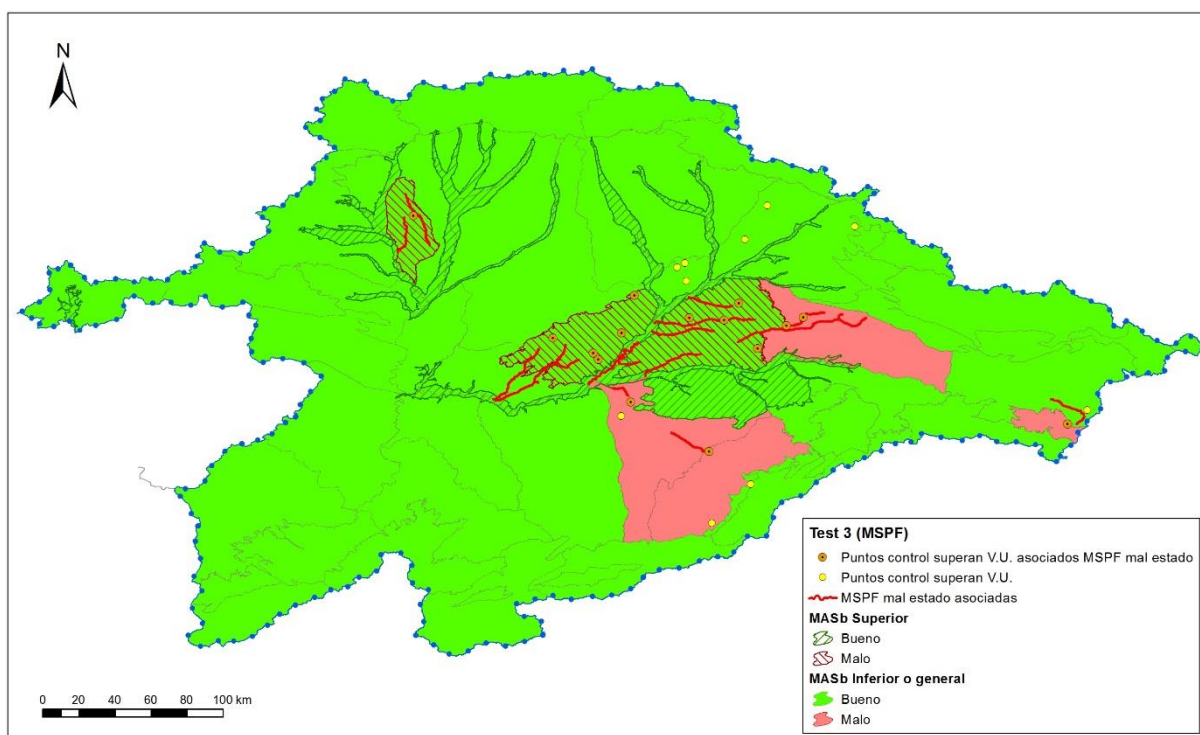 N
Test 3 (MSPF)
Puntos control superan V.U. asociados MSPF mal estado
Puntos control superan V.U.
MSPF mal estado asociadas
MASb Superior
Bueno
Malo
MASb Inferior o general
Bueno
Malo
0 20 40 60 80 100 km